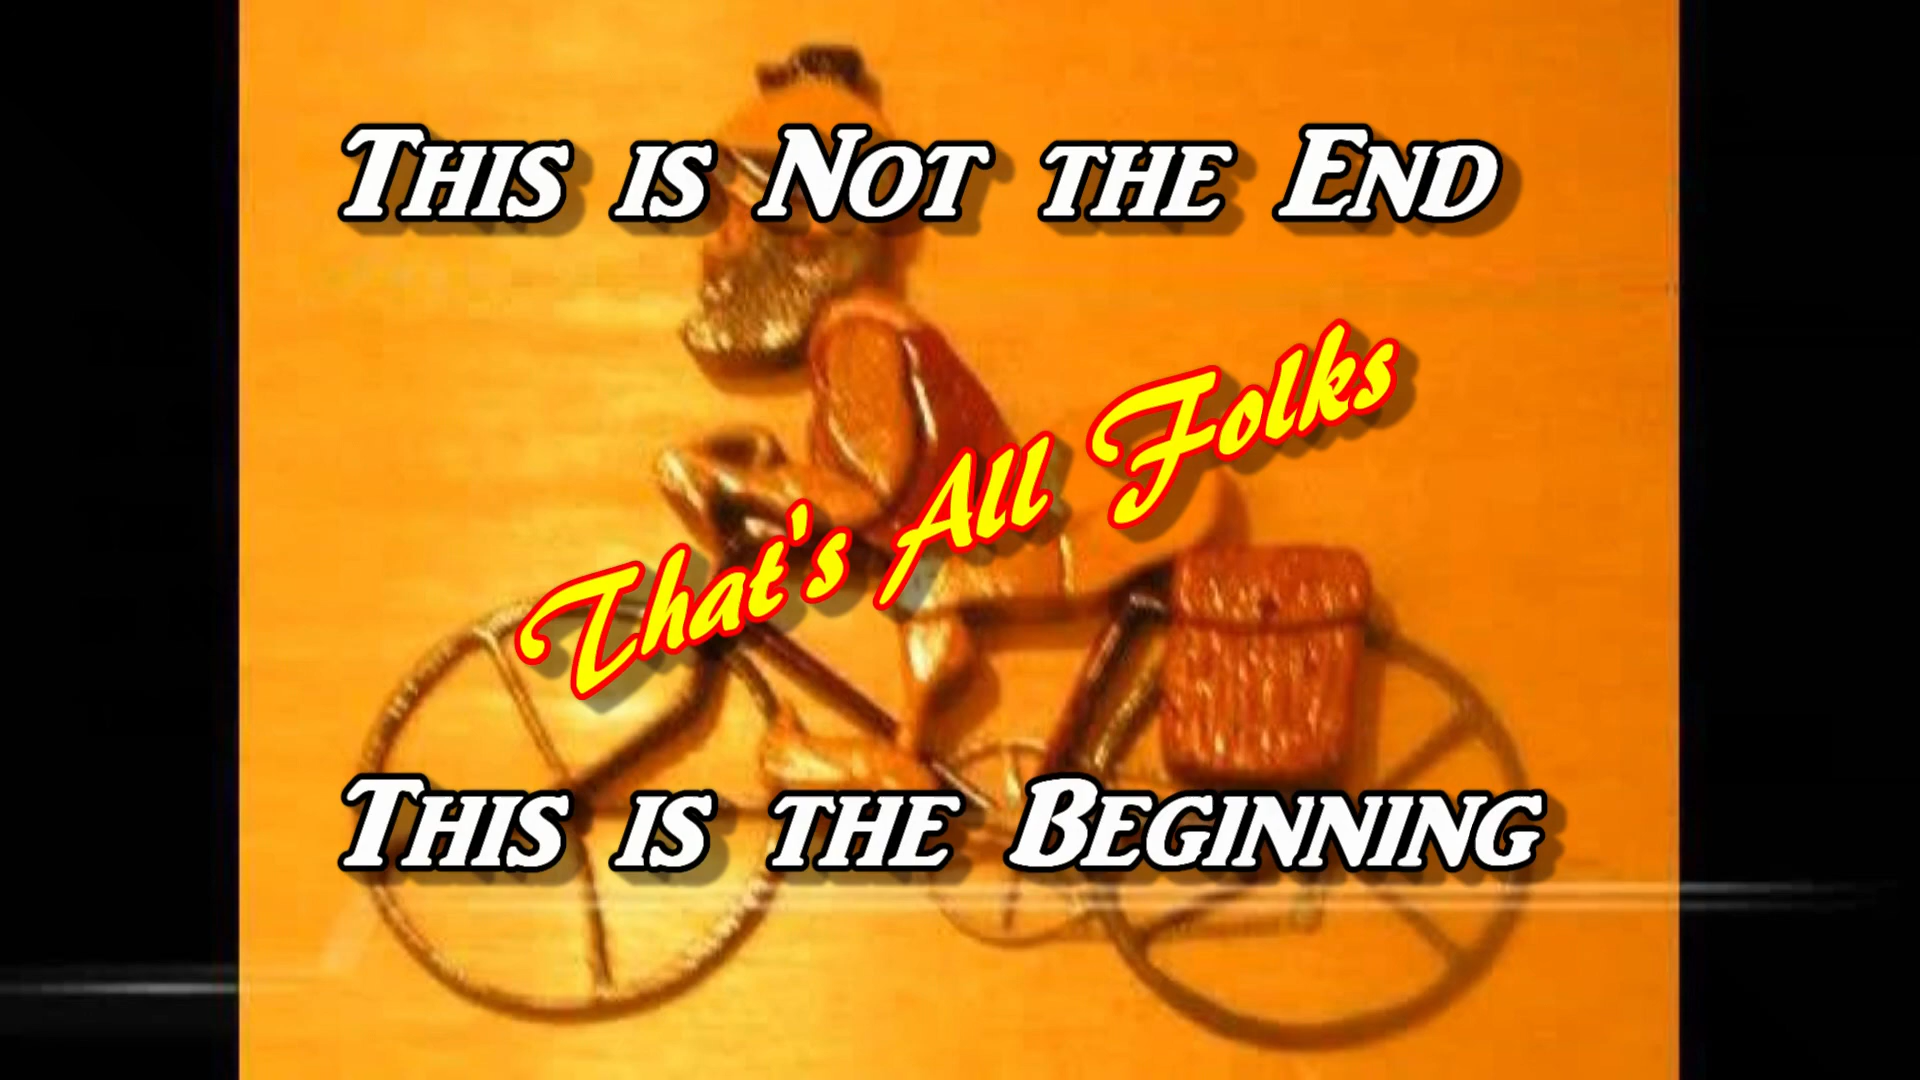 This is Not the End
That's All Folks
This is the Beginning